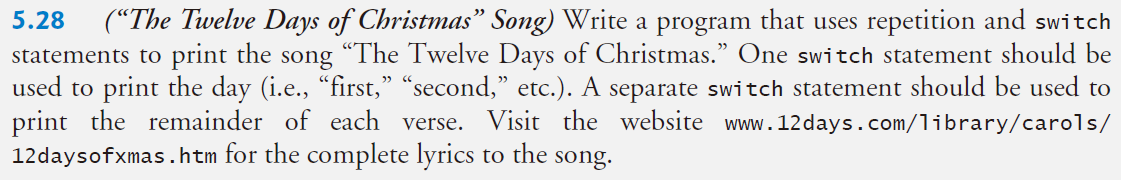 5.28 (“The Twelve Days of Christmas” Song) Write a program that uses repetition and switch
statements to print the song “The Twelve Days of Christmas.” One switch statement should be
used to print the day (i.e., “first,” “second,” etc.). A separate switch statement should be used to
print the remainder of each verse. Visit the website www.12days.com/library/carols/
12daysofxmas.htm for the complete lyrics to the song.